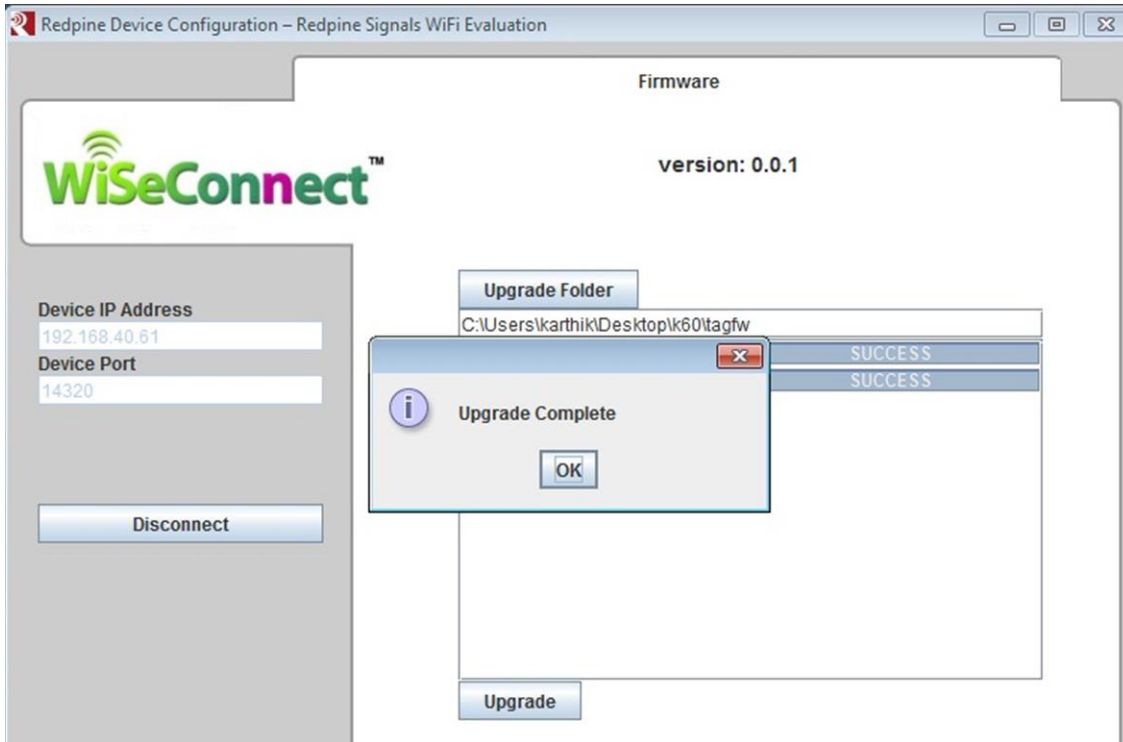 Redpine Device Configuration – Redpine Signals WiFi Evaluation
Firmware
WiSeConnect™
version: 0.0.1
Device IP Address
192.168.40.61
Device Port
14320
Disconnect
Upgrade Folder
C:\Users\karthik\Desktop\k60\tagfw
SUCCESS
SUCCESS
Upgrade Complete
OK
Upgrade